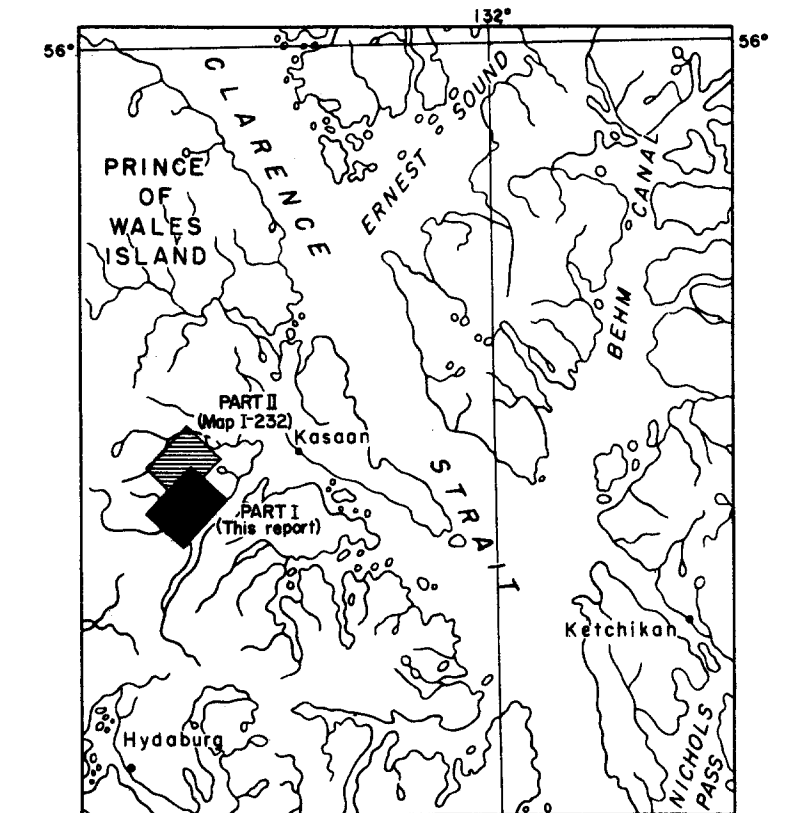 132°
56°
56°
CLARENCE
ERNEST SOUND
CANAL
PRINCE
OF
WALES
ISLAND
BEHM
PART II
(Map I-232)
Kasaan
STRAIT
PART I
(This report)
Ketchikan
Hydaburg
NICHOLS
PASS